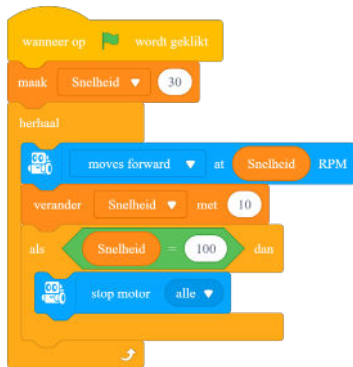 wanneer op wordt geklikt
maak Snelheid 30
herhaal
moves forward at Snelheid RPM
verander Snelheid met 10
als Snelheid = 100 dan
stop motor alle